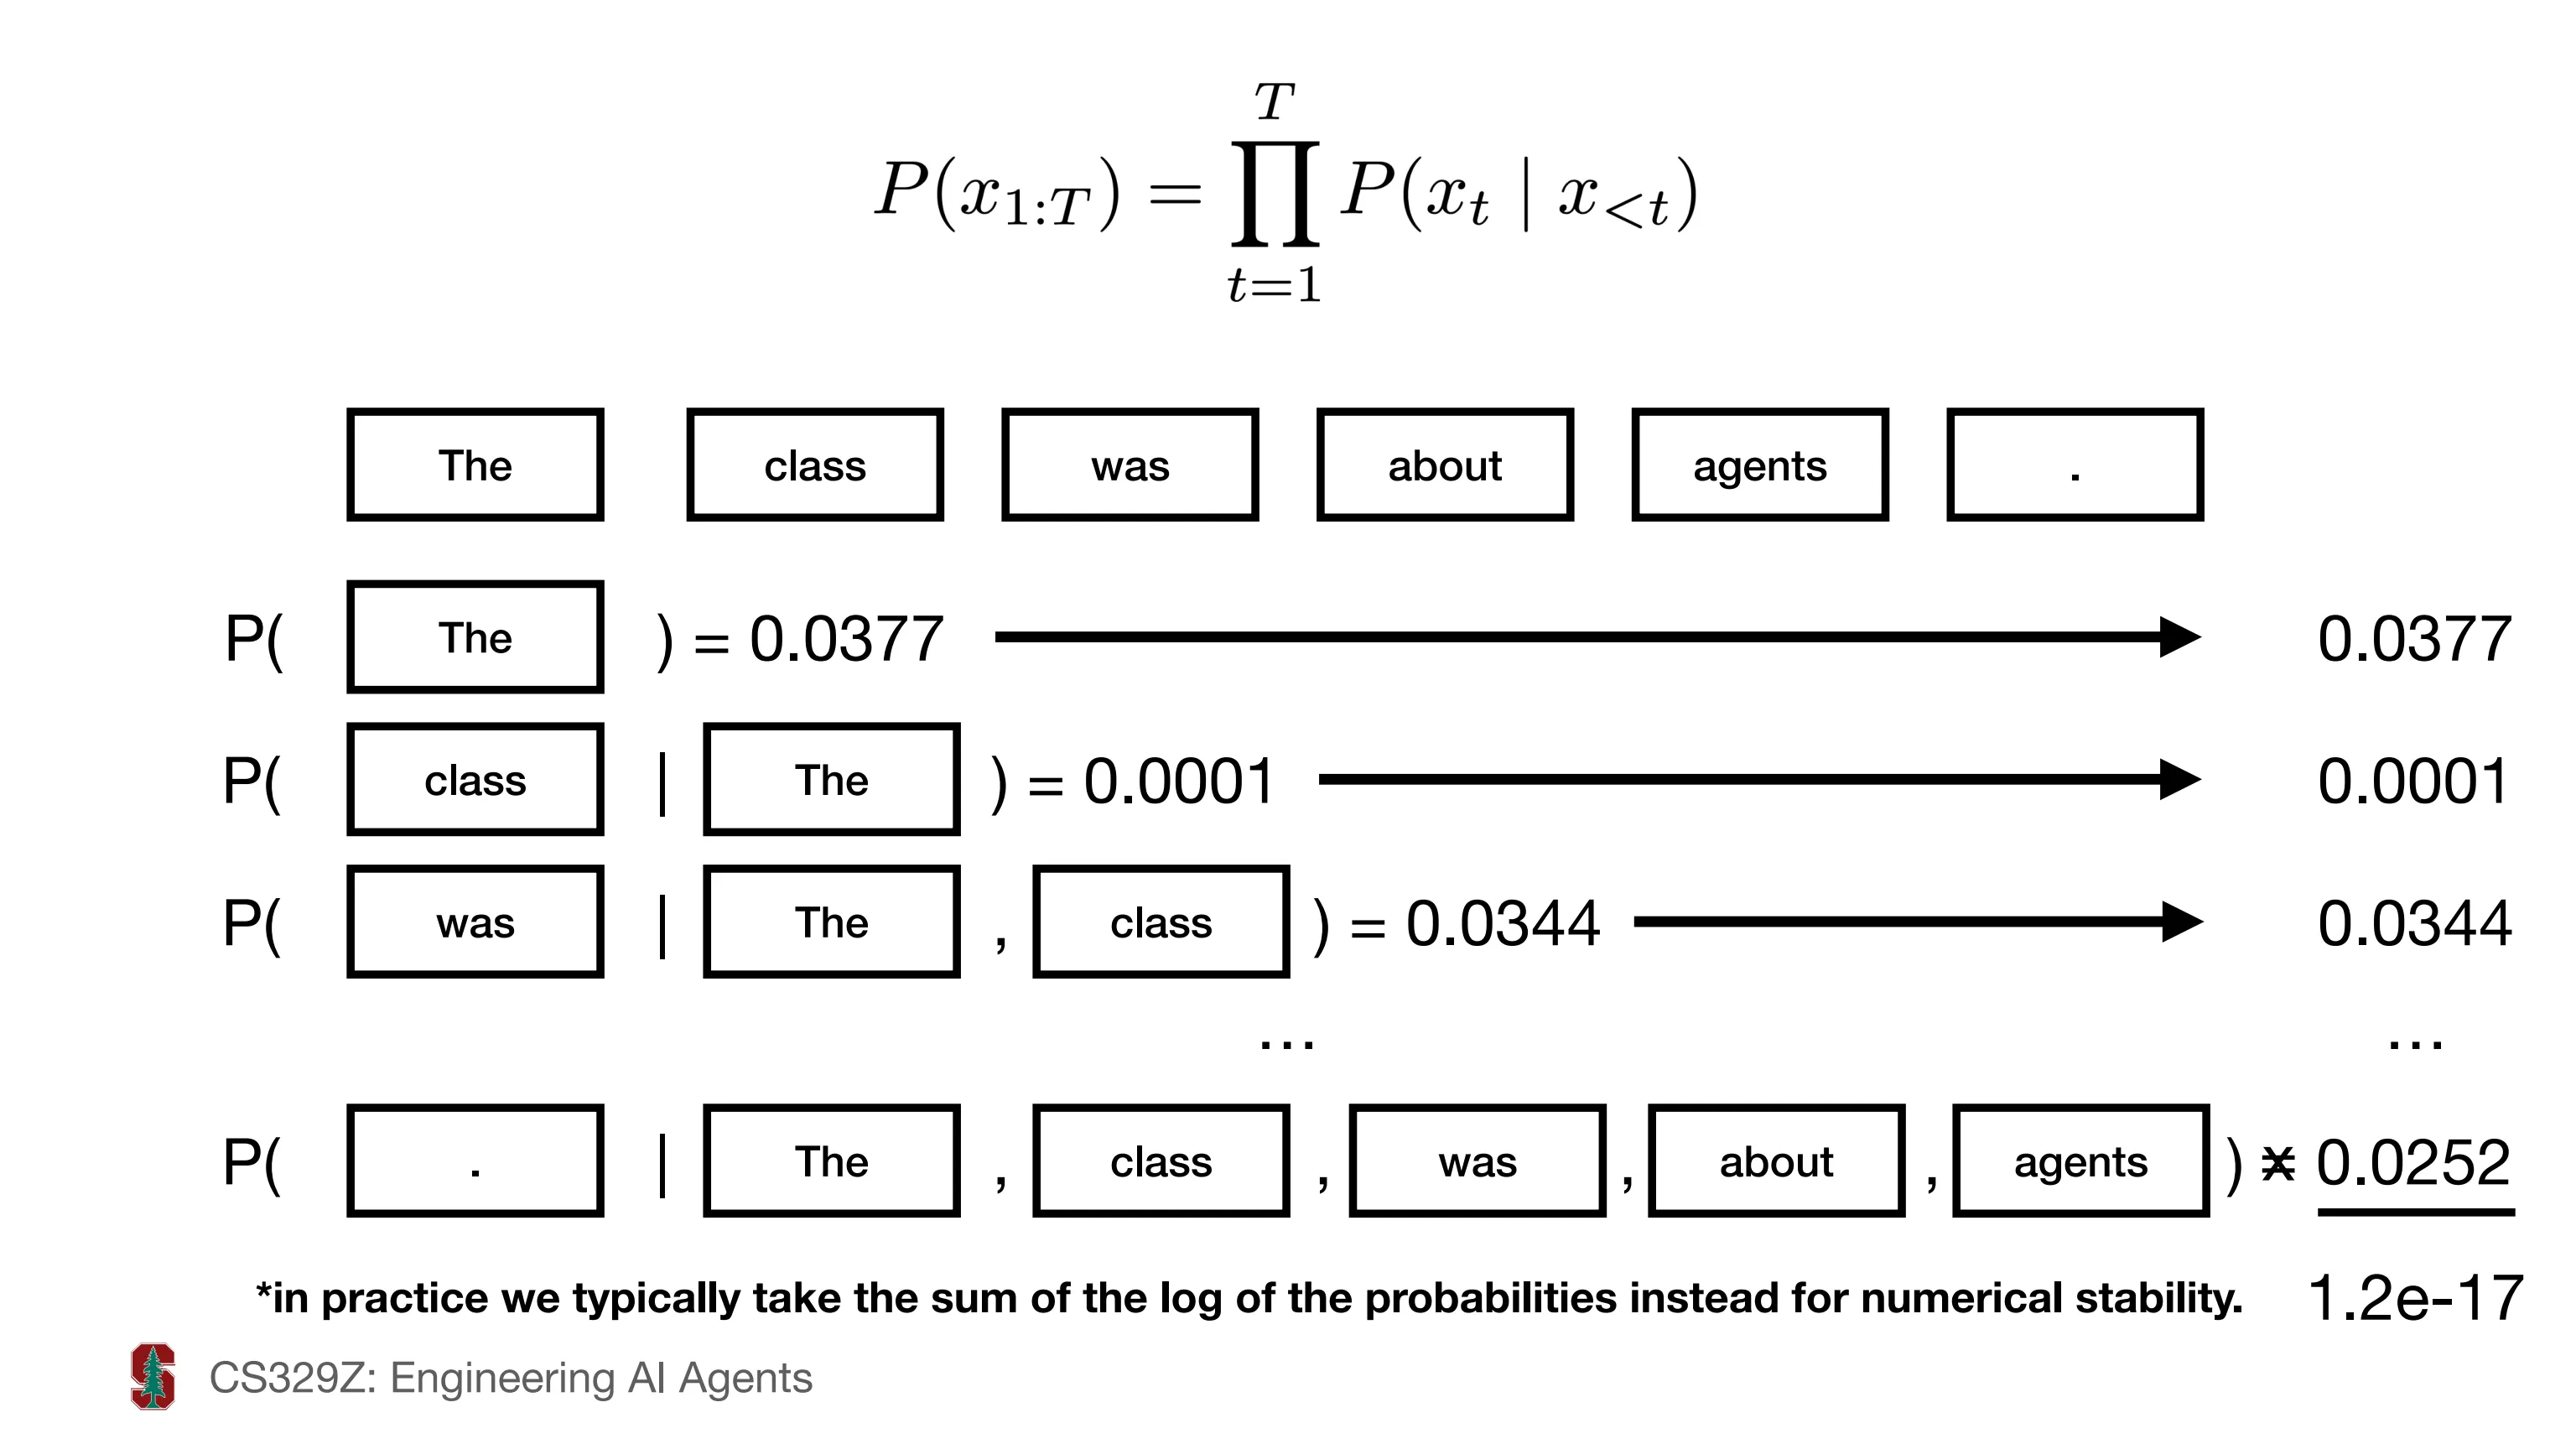 P(x_{1:T}) = \prod_{t=1}^{T} P(x_t | x_{<t})
The class was about agents .
P( The ) = 0.0377 0.0377
P( class | The ) = 0.0001 0.0001
P( was | The , class ) = 0.0344 0.0344
... ...
P( . | The , class , was , about , agents ) = × 0.0252
*in practice we typically take the sum of the log of the probabilities instead for numerical stability. 1.2e-17
CS329Z: Engineering AI Agents